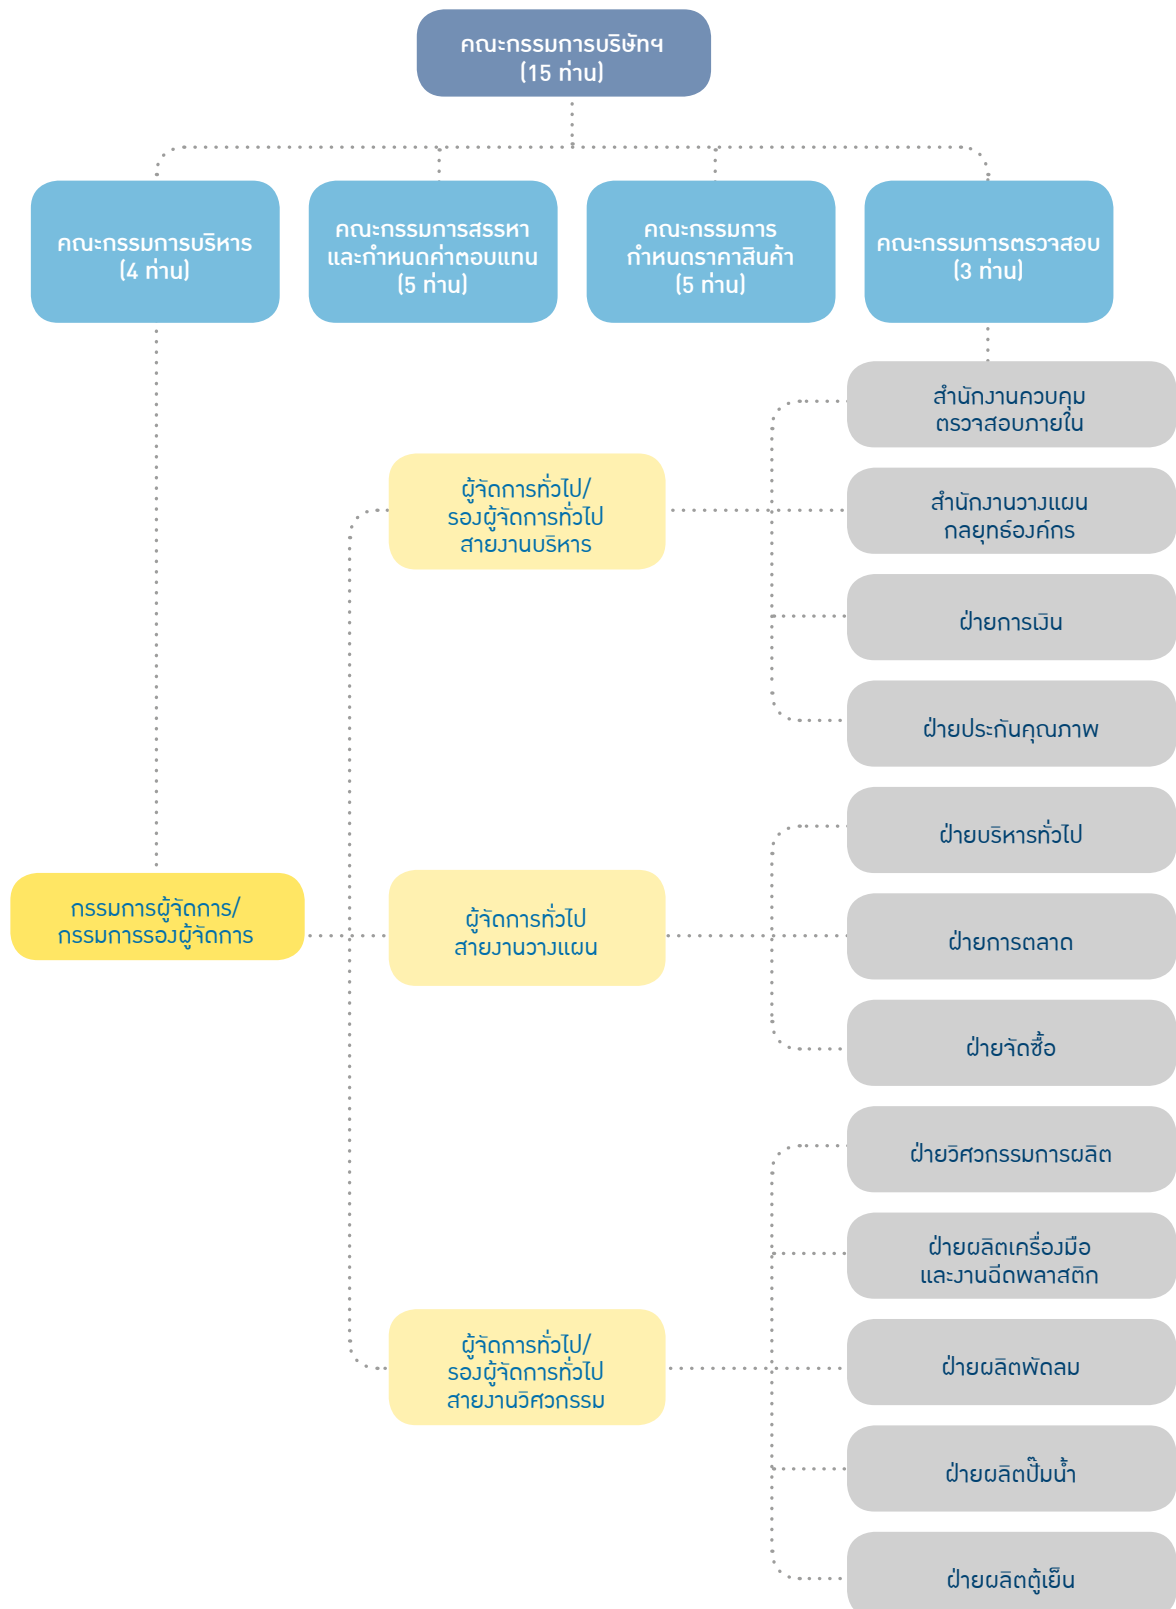 คณะกรรมการบริษัทฯ
(15 ท่าน)
คณะกรรมการบริหาร
(4 ท่าน)
คณะกรรมการสรรหา
และกำหนดค่าตอบแทน
(5 ท่าน)
คณะกรรมการ
กำหนดราคาสินค้า
(5 ท่าน)
คณะกรรมการตรวจสอบ
(3 ท่าน)
สำนักงานควบคุม
ตรวจสอบภายใน
ผู้จัดการทั่วไป/
รองผู้จัดการทั่วไป
สายงานบริหาร
สำนักงานวางแผน
กลยุทธ์องค์กร
ฝ่ายการเงิน
ฝ่ายประกันคุณภาพ
ฝ่ายบริหารทั่วไป
กรรมการผู้จัดการ/
กรรมการรองผู้จัดการ
ผู้จัดการทั่วไป
สายงานวางแผน
ฝ่ายการตลาด
ฝ่ายจัดซื้อ
ฝ่ายวิศวกรรมการผลิต
ฝ่ายผลิตเครื่องมือ
และงานฉีดพลาสติก
ผู้จัดการทั่วไป/
รองผู้จัดการทั่วไป
สายงานวิศวกรรม
ฝ่ายผลิตพัดลม
ฝ่ายผลิตปั๊มน้ำ
ฝ่ายผลิตตู้เย็น